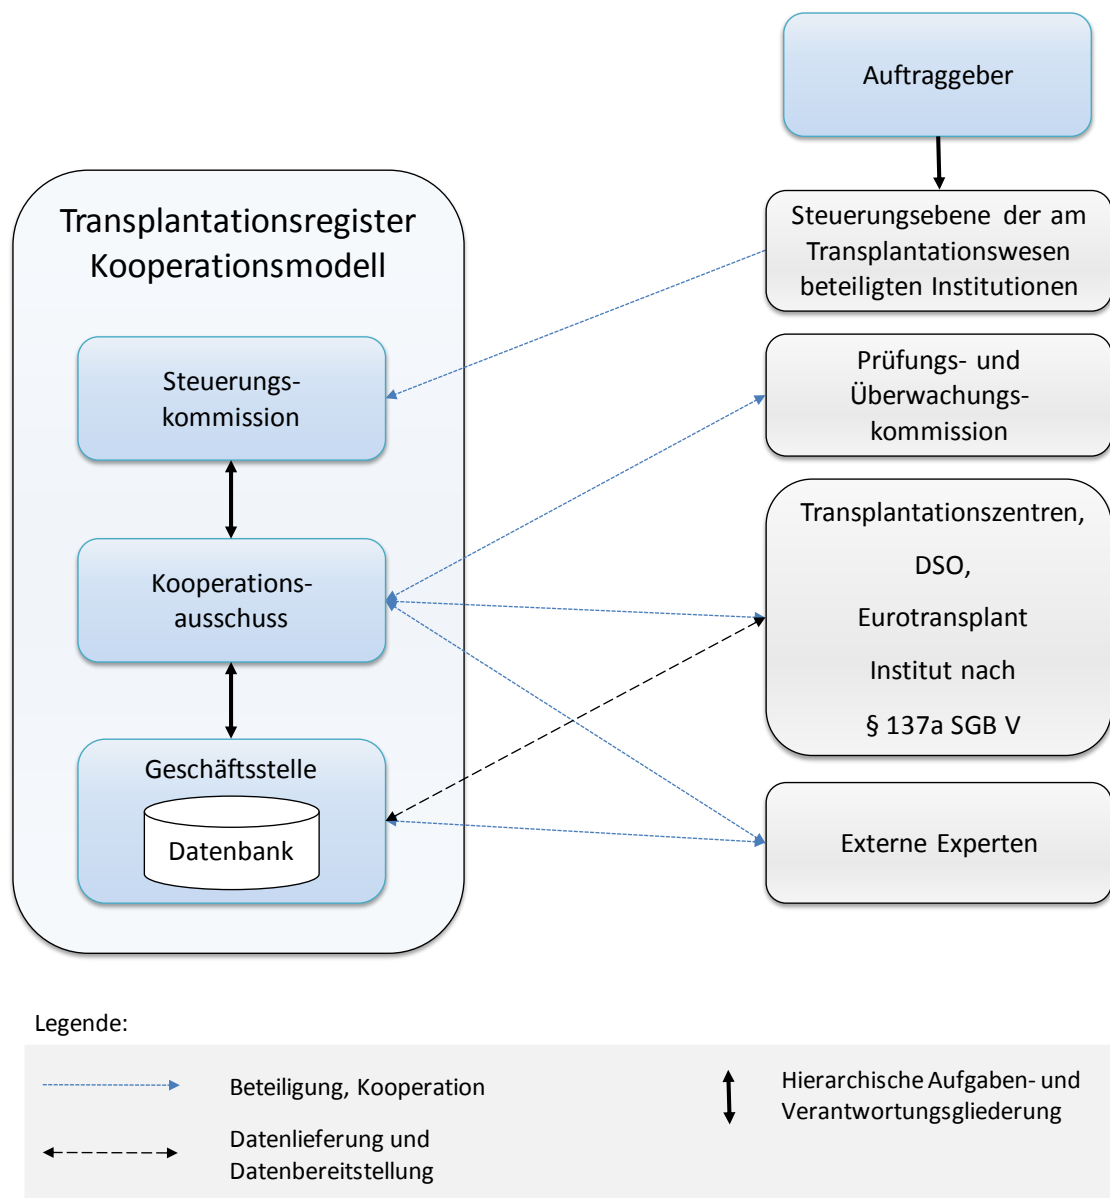 Auftraggeber
Transplantationsregister
Kooperationsmodell
Steuerungsebene der am
Transplantationswesen
beteiligten Institutionen
Steuerungs-
kommission
Prüfungs- und
Überwachungs-
kommission
Kooperations-
ausschuss
Transplantationszentren,
DSO,
Eurotransplant
Institut nach
§ 137a SGB V
Geschäftsstelle
Datenbank
Externe Experten
Legende:
Beteiligung, Kooperation
Datenlieferung und
Datenbereitstellung
Hierarchische Aufgaben- und
Verantwortungsgliederung